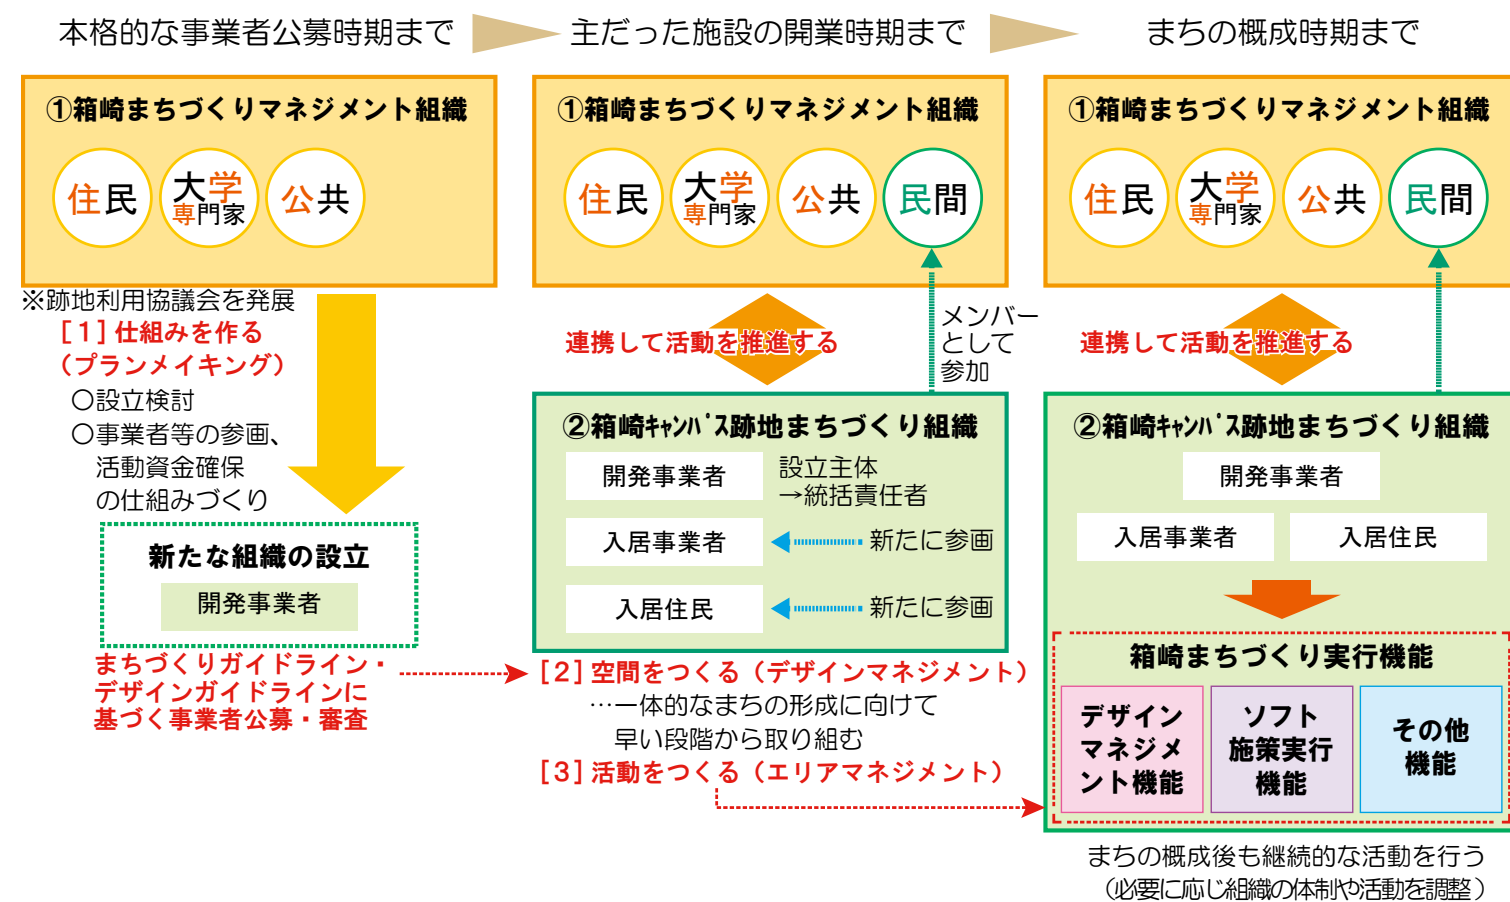 本格的な事業者公募時期まで
主だった施設の開業時期まで
まちの概成時期まで
①箱崎まちづくりマネジメント組織
住民
大学
専門家
公共
※跡地利用協議会を発展
[1]仕組みを作る
(プランメイキング)
〇設立検討
〇事業者等の参画、
活動資金確保
の仕組みづくり
新たな組織の設立
開発事業者
まちづくりガイドライン・
デザインガイドラインに
基づく事業者公募・審査
①箱崎まちづくりマネジメント組織
住民
大学
専門家
公共
民間
連携して活動を推進する
メンバー
として
参加
②箱崎ｷｬﾝﾊﾟｽ跡地まちづくり組織
開発事業者
設立主体
→統括責任者
入居事業者
新たに参画
入居住民
新たに参画
[2]空間をつくる(デザインマネジメント)
…一体的なまちの形成に向けて
早い段階から取り組む
[3]活動をつくる(エリアマネジメント)
①箱崎まちづくりマネジメント組織
住民
大学
専門家
公共
民間
連携して活動を推進する
②箱崎ｷｬﾝﾊﾟｽ跡地まちづくり組織
開発事業者
入居事業者
入居住民
箱崎まちづくり実行機能
デザイン
マネジメ
ント機能
ソフト
施策実行
機能
その他
機能
まちの概成後も継続的な活動を行う
(必要に応じ組織の体制や活動を調整)